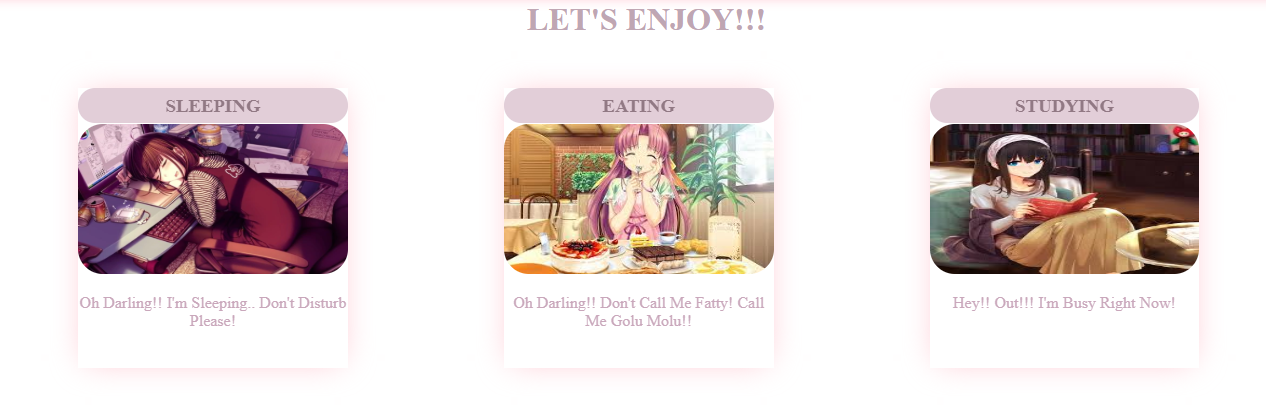 LET'S ENJOY!!!
SLEEPING
Oh Darling!! I'm Sleeping.. Don't Disturb
Please!
EATING
Oh Darling!! Don't Call Me Fatty! Call
Me Golu Molu!!
STUDYING
Hey!! Out!!! I'm Busy Right Now!